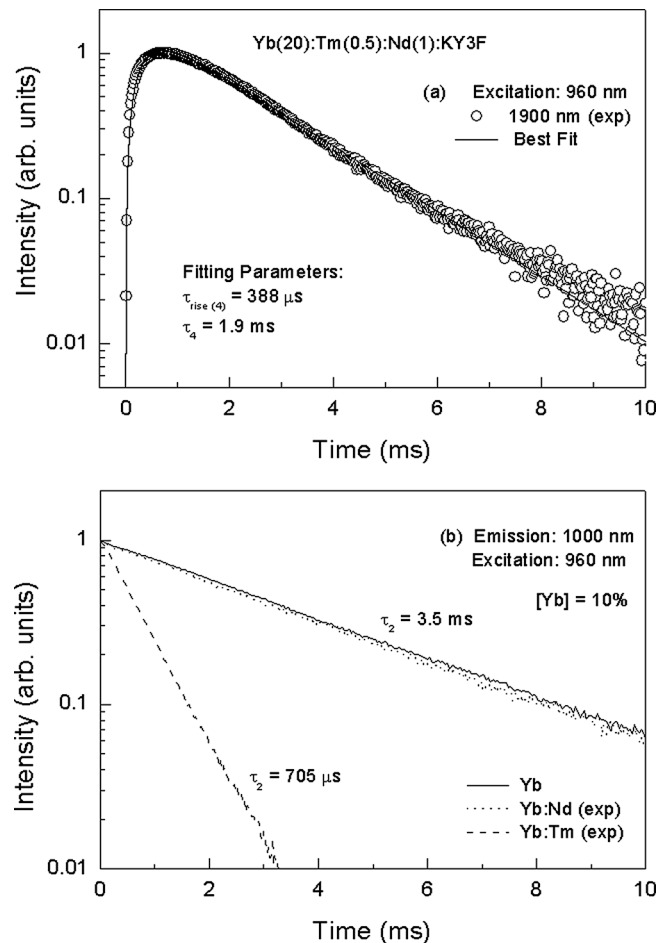 Yb(20):Tm(0.5):Nd(1):KY3F
(a) Excitation: 960 nm
1900 nm (exp)
Best Fit
Fitting Parameters:
τrise (4) = 388 μs
τ4 = 1.9 ms
Intensity (arb. units)
1
0.1
0.01
0 2 4 6 8 10
Time (ms)
(b) Emission: 1000 nm
Excitation: 960 nm
[Yb] = 10%
τ2 = 3.5 ms
τ2 = 705 μs
Yb
Yb:Nd (exp)
Yb:Tm (exp)
Intensity (arb. units)
1
0.1
0.01
0 2 4 6 8 10
Time (ms)